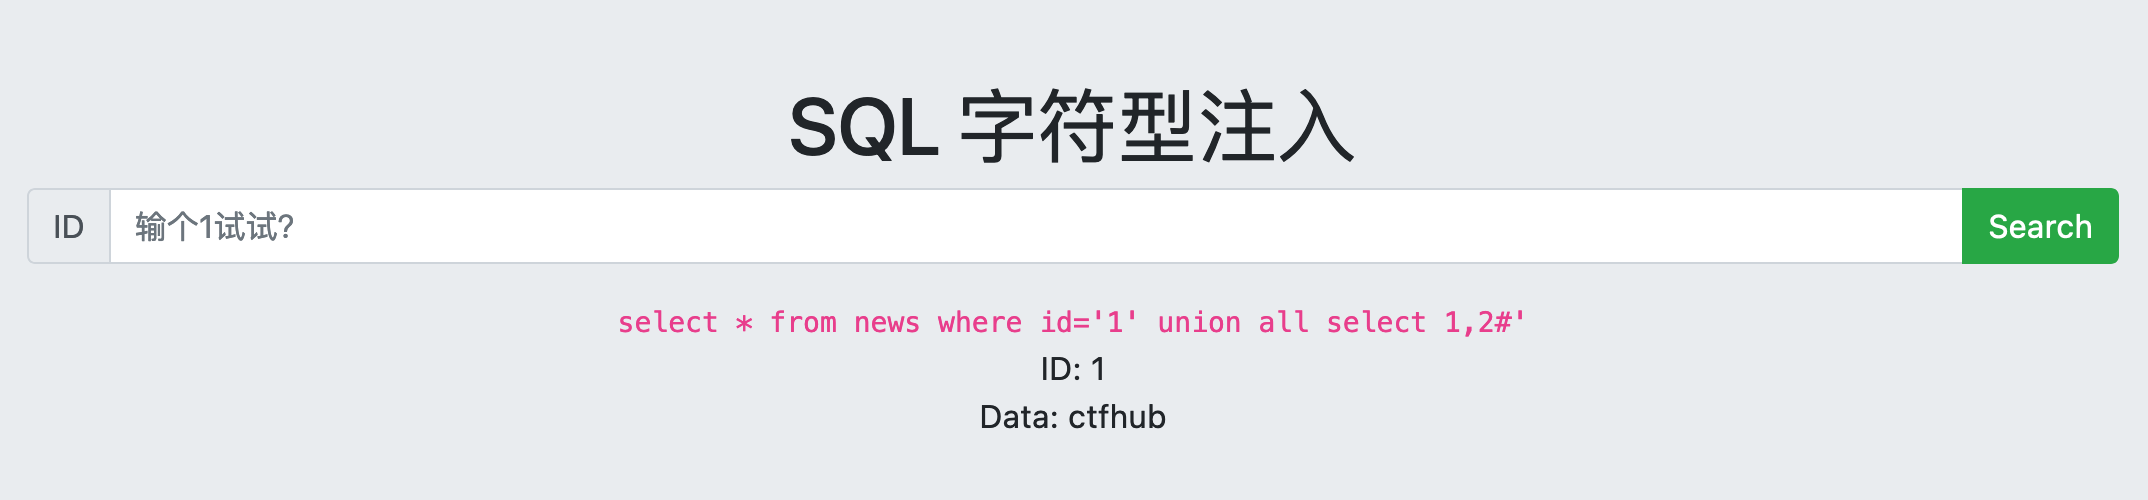 SQL 字符型注入
ID 输个1试试? Search
select * from news where id='1' union all select 1,2#'
ID: 1
Data: ctfhub